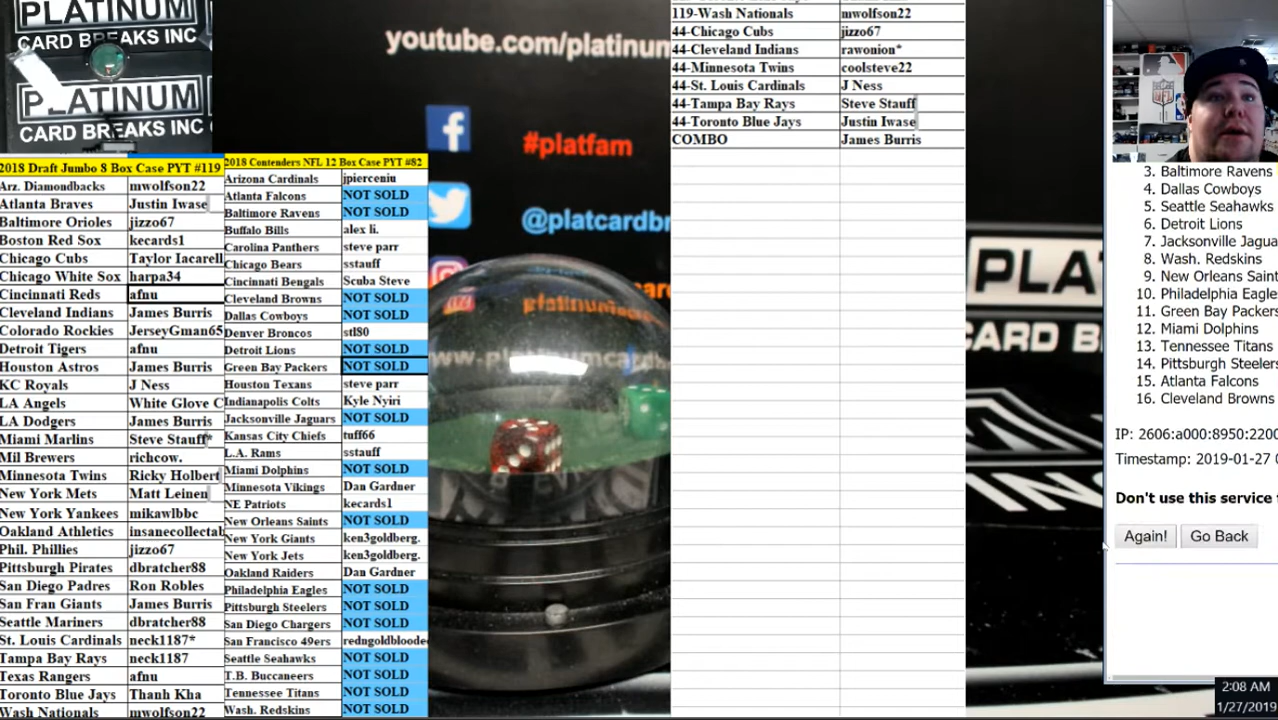 PLATINUM
CARD BREAKS INC
PLATINUM
CARD BREAKS INC
2018 Draft Jumbo 8 Box Case PYT #119
Arz. Diamondbacks mwolfson22
Atlanta Braves Justin Iwase
Baltimore Orioles jizzo67
Boston Red Sox kecards1
Chicago Cubs Taylor Iacarell
Chicago White Sox harpa34
Cincinnati Reds afnu
Cleveland Indians James Burris
Colorado Rockies JerseyGman65
Detroit Tigers afnu
Houston Astros James Burris
KC Royals J Ness
LA Angels White Glove C
LA Dodgers James Burris
Miami Marlins Steve Stauff*
Mil Brewers richcow.
Minnesota Twins Ricky Holbert
New York Mets Matt Leinen
New York Yankees mikawlbbc
Oakland Athletics insanecollectab
Phil. Phillies jizzo67
Pittsburgh Pirates dbratcher88
San Diego Padres Ron Robles
San Fran Giants James Burris
Seattle Mariners dbratcher88
St. Louis Cardinals neck1187*
Tampa Bay Rays neck1187
Texas Rangers afnu
Toronto Blue Jays Thanh Kha
Wash Nationals mwolfson22
2018 Contenders NFL 12 Box Case PYT #82
Arizona Cardinals jpierceniu
Atlanta Falcons NOT SOLD
Baltimore Ravens NOT SOLD
Buffalo Bills alex li.
Carolina Panthers steve parr
Chicago Bears sstauff
Cincinnati Bengals Scuba Steve
Cleveland Browns NOT SOLD
Dallas Cowboys NOT SOLD
Denver Broncos stl80
Detroit Lions NOT SOLD
Green Bay Packers NOT SOLD
Houston Texans steve parr
Indianapolis Colts Kyle Nyiri
Jacksonville Jaguars NOT SOLD
Kansas City Chiefs tuff66
L.A. Rams sstauff
Miami Dolphins NOT SOLD
Minnesota Vikings Dan Gardner
NE Patriots kecards1
New Orleans Saints NOT SOLD
New York Giants ken3goldberg.
New York Jets ken3goldberg.
Oakland Raiders Dan Gardner
Philadelphia Eagles NOT SOLD
Pittsburgh Steelers NOT SOLD
San Diego Chargers NOT SOLD
San Francisco 49ers redngoldblooded
Seattle Seahawks NOT SOLD
T.B. Buccaneers NOT SOLD
Tennessee Titans NOT SOLD
Wash. Redskins NOT SOLD
youtube.com/platinum
#platfam
@platcardbr
119-Wash Nationals mwolfson22
44-Chicago Cubs jizzo67
44-Cleveland Indians rawonion*
44-Minnesota Twins coolsteve22
44-St. Louis Cardinals J Ness
44-Tampa Bay Rays Steve Stauff
44-Toronto Blue Jays Justin Iwase
COMBO James Burris
PLA
CARD B
NFL
3. Baltimore Ravens
4. Dallas Cowboys
5. Seattle Seahawks
6. Detroit Lions
7. Jacksonville Jagua
8. Wash. Redskins
9. New Orleans Saint
10. Philadelphia Eagle
11. Green Bay Packers
12. Miami Dolphins
13. Tennessee Titans
14. Pittsburgh Steelers
15. Atlanta Falcons
16. Cleveland Browns
IP: 2606:a000:8950:2200
Timestamp: 2019-01-27 0
Don't use this service
Again! Go Back
2:08 AM
1/27/2019